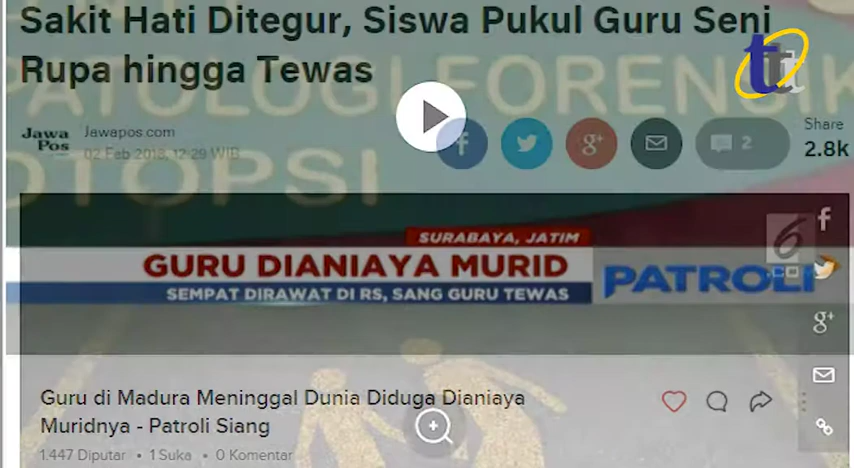 Sakit Hati Ditegur, Siswa Pukul Guru Seni
Rupa hingga Tewas
PATOLOGI FORENSIK
Jawa
Pos
Jawapos.com
02 Feb 2018, 12:29 WIB
2
Share
2.8k
OTOPSI
SURABAYA, JATIM
GURU DIANIAYA MURID
SEMPAT DIRAWAT DI RS, SANG GURU TEWAS
PATROLI
6
Guru di Madura Meninggal Dunia Diduga Dianiaya
Muridnya - Patroli Siang
1.447 Diputar • 1 Suka • 0 Komentar